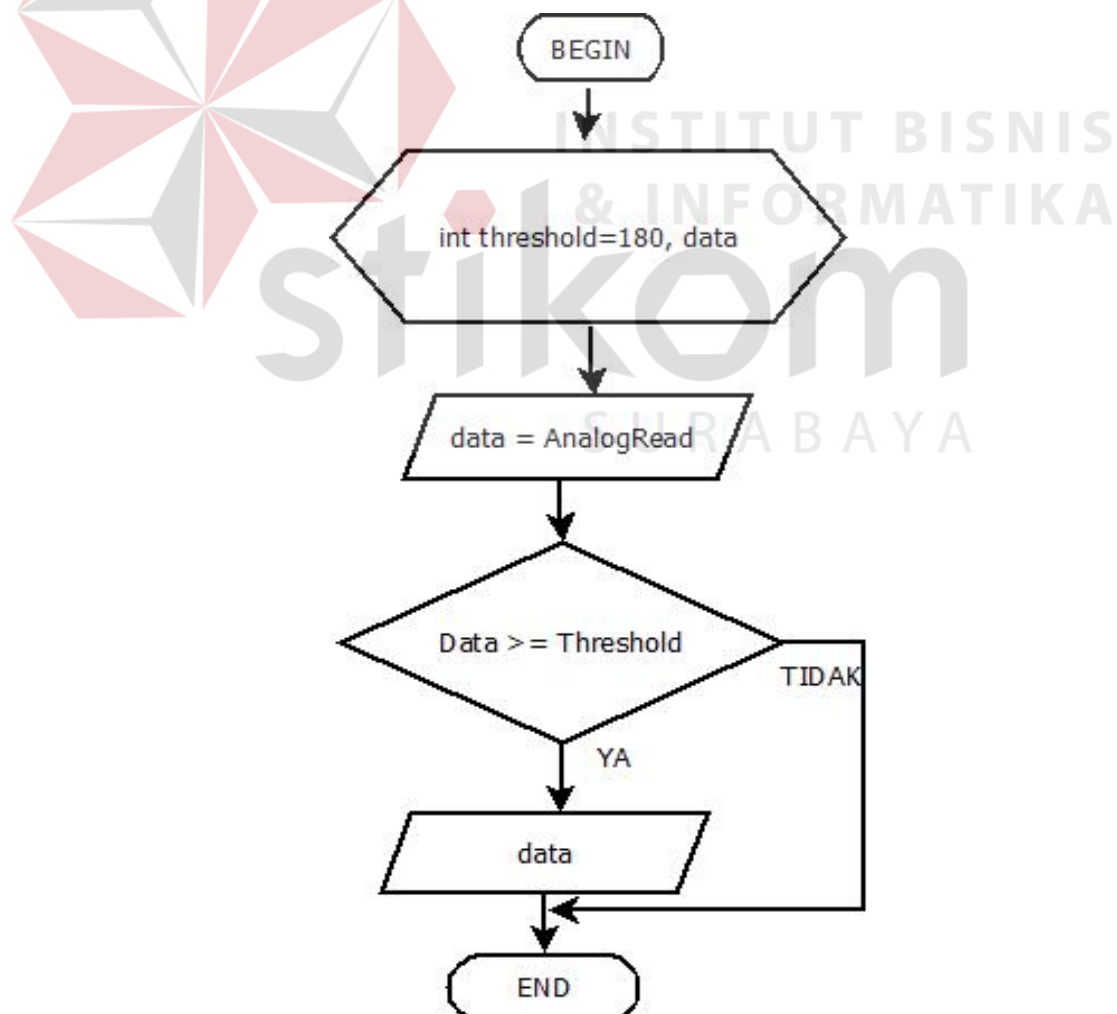 BEGIN
INSTITUT BISNIS
& INFORMATIKA
int threshold=180, data
stikom
data = AnalogRead
SURABAYA
Data >= Threshold
TIDAK
YA
data
END